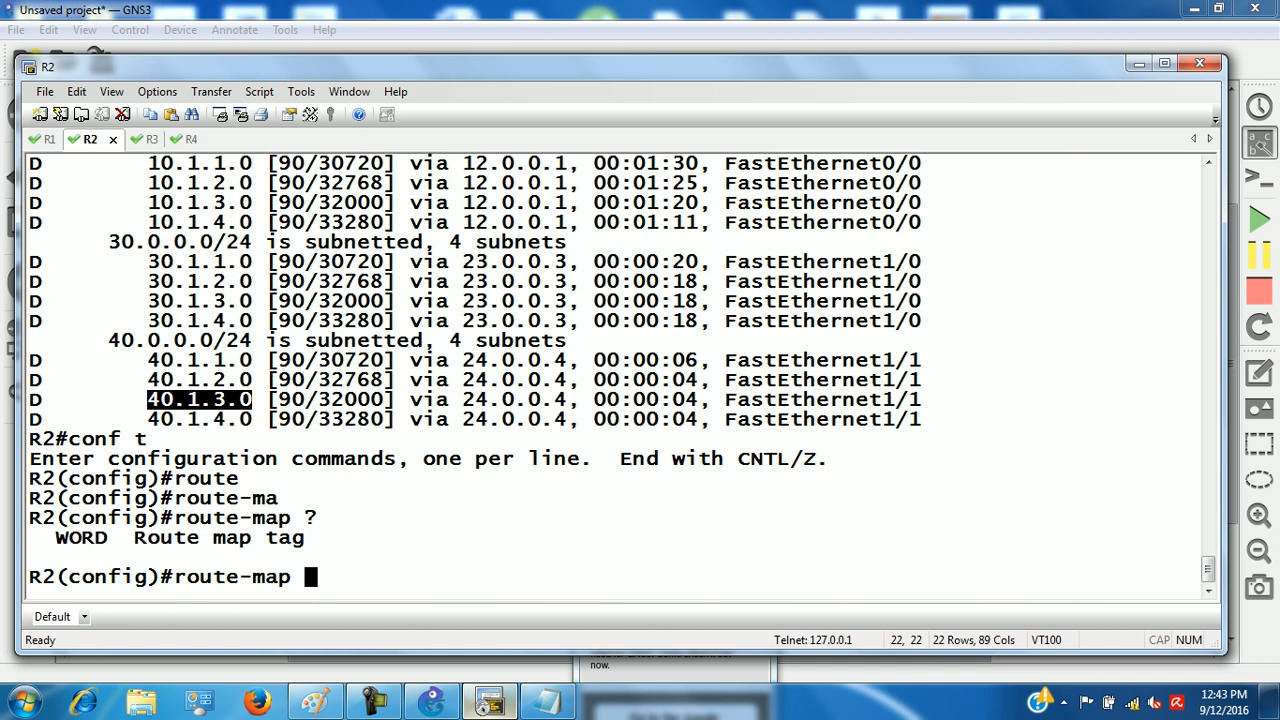 Unsaved project* — GNS3
File Edit View Control Device Annotate Tools Help
R2
File Edit View Options Transfer Script Tools Window Help
R1 R2 R3 R4
D 10.1.1.0 [90/30720] via 12.0.0.1, 00:01:30, FastEthernet0/0
D 10.1.2.0 [90/32768] via 12.0.0.1, 00:01:25, FastEthernet0/0
D 10.1.3.0 [90/32000] via 12.0.0.1, 00:01:20, FastEthernet0/0
D 10.1.4.0 [90/33280] via 12.0.0.1, 00:01:11, FastEthernet0/0
30.0.0.0/24 is subnetted, 4 subnets
D 30.1.1.0 [90/30720] via 23.0.0.3, 00:00:20, FastEthernet1/0
D 30.1.2.0 [90/32768] via 23.0.0.3, 00:00:18, FastEthernet1/0
D 30.1.3.0 [90/32000] via 23.0.0.3, 00:00:18, FastEthernet1/0
D 30.1.4.0 [90/33280] via 23.0.0.3, 00:00:18, FastEthernet1/0
40.0.0.0/24 is subnetted, 4 subnets
D 40.1.1.0 [90/30720] via 24.0.0.4, 00:00:06, FastEthernet1/1
D 40.1.2.0 [90/32768] via 24.0.0.4, 00:00:04, FastEthernet1/1
D 40.1.3.0 [90/32000] via 24.0.0.4, 00:00:04, FastEthernet1/1
D 40.1.4.0 [90/33280] via 24.0.0.4, 00:00:04, FastEthernet1/1
R2#conf t
Enter configuration commands, one per line. End with CNTL/Z.
R2(config)#route
R2(config)#route-ma
R2(config)#route-map ?
WORD Route map tag
R2(config)#route-map
Default
Ready Telnet: 127.0.0.1 22, 22 22 Rows, 89 Cols VT100 CAP NUM
now.
12:43 PM
9/12/2016